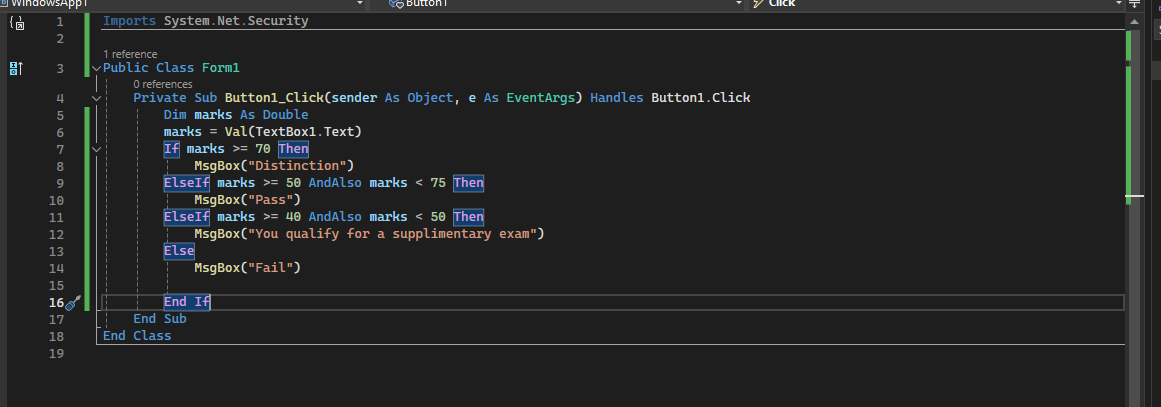 WindowsApp1 Button1 Click
1 Imports System.Net.Security
2
1 reference
3 Public Class Form1
0 references
4 Private Sub Button1_Click(sender As Object, e As EventArgs) Handles Button1.Click
5 Dim marks As Double
6 marks = Val(TextBox1.Text)
7 If marks >= 70 Then
8 MsgBox("Distinction")
9 ElseIf marks >= 50 AndAlso marks < 75 Then
10 MsgBox("Pass")
11 ElseIf marks >= 40 AndAlso marks < 50 Then
12 MsgBox("You qualify for a supplimentary exam")
13 Else
14 MsgBox("Fail")
15
16 End If
17 End Sub
18 End Class
19